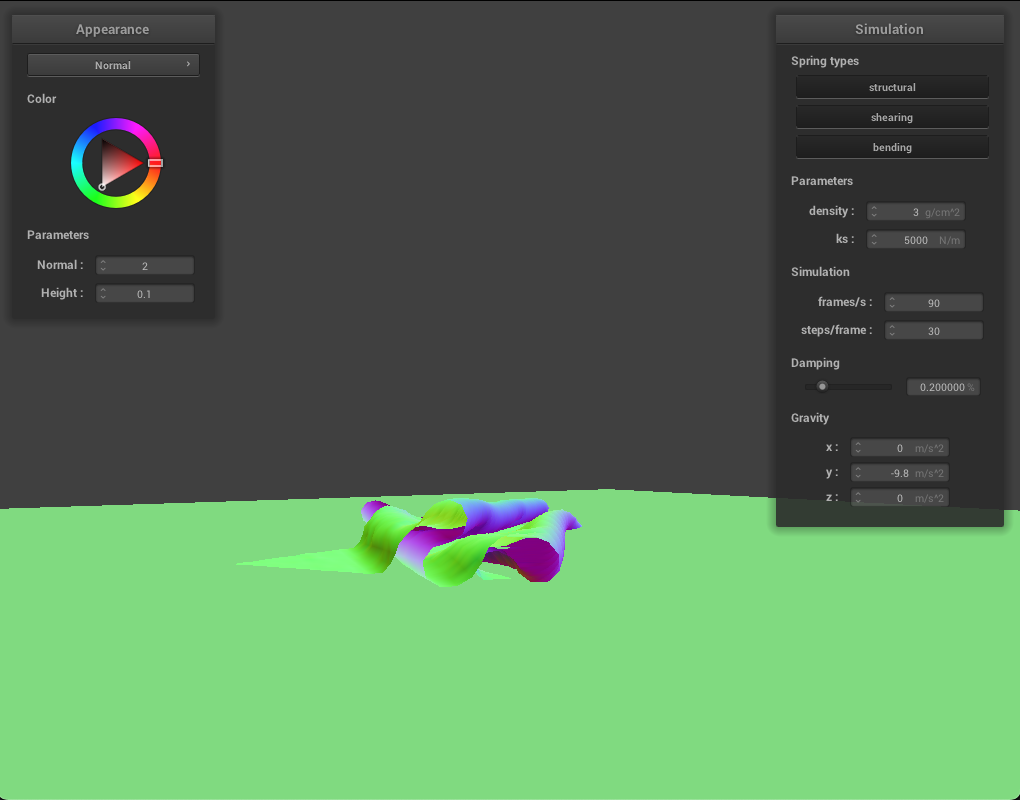 Appearance
Normal
Color
Parameters
Normal : 2
Height : 0.1
Simulation
Spring types
structural
shearing
bending
Parameters
density : 3 g/cm^2
ks : 5000 N/m
Simulation
frames/s : 90
steps/frame : 30
Damping
0.200000 %
Gravity
x : 0 m/s^2
y : -9.8 m/s^2
z : 0 m/s^2